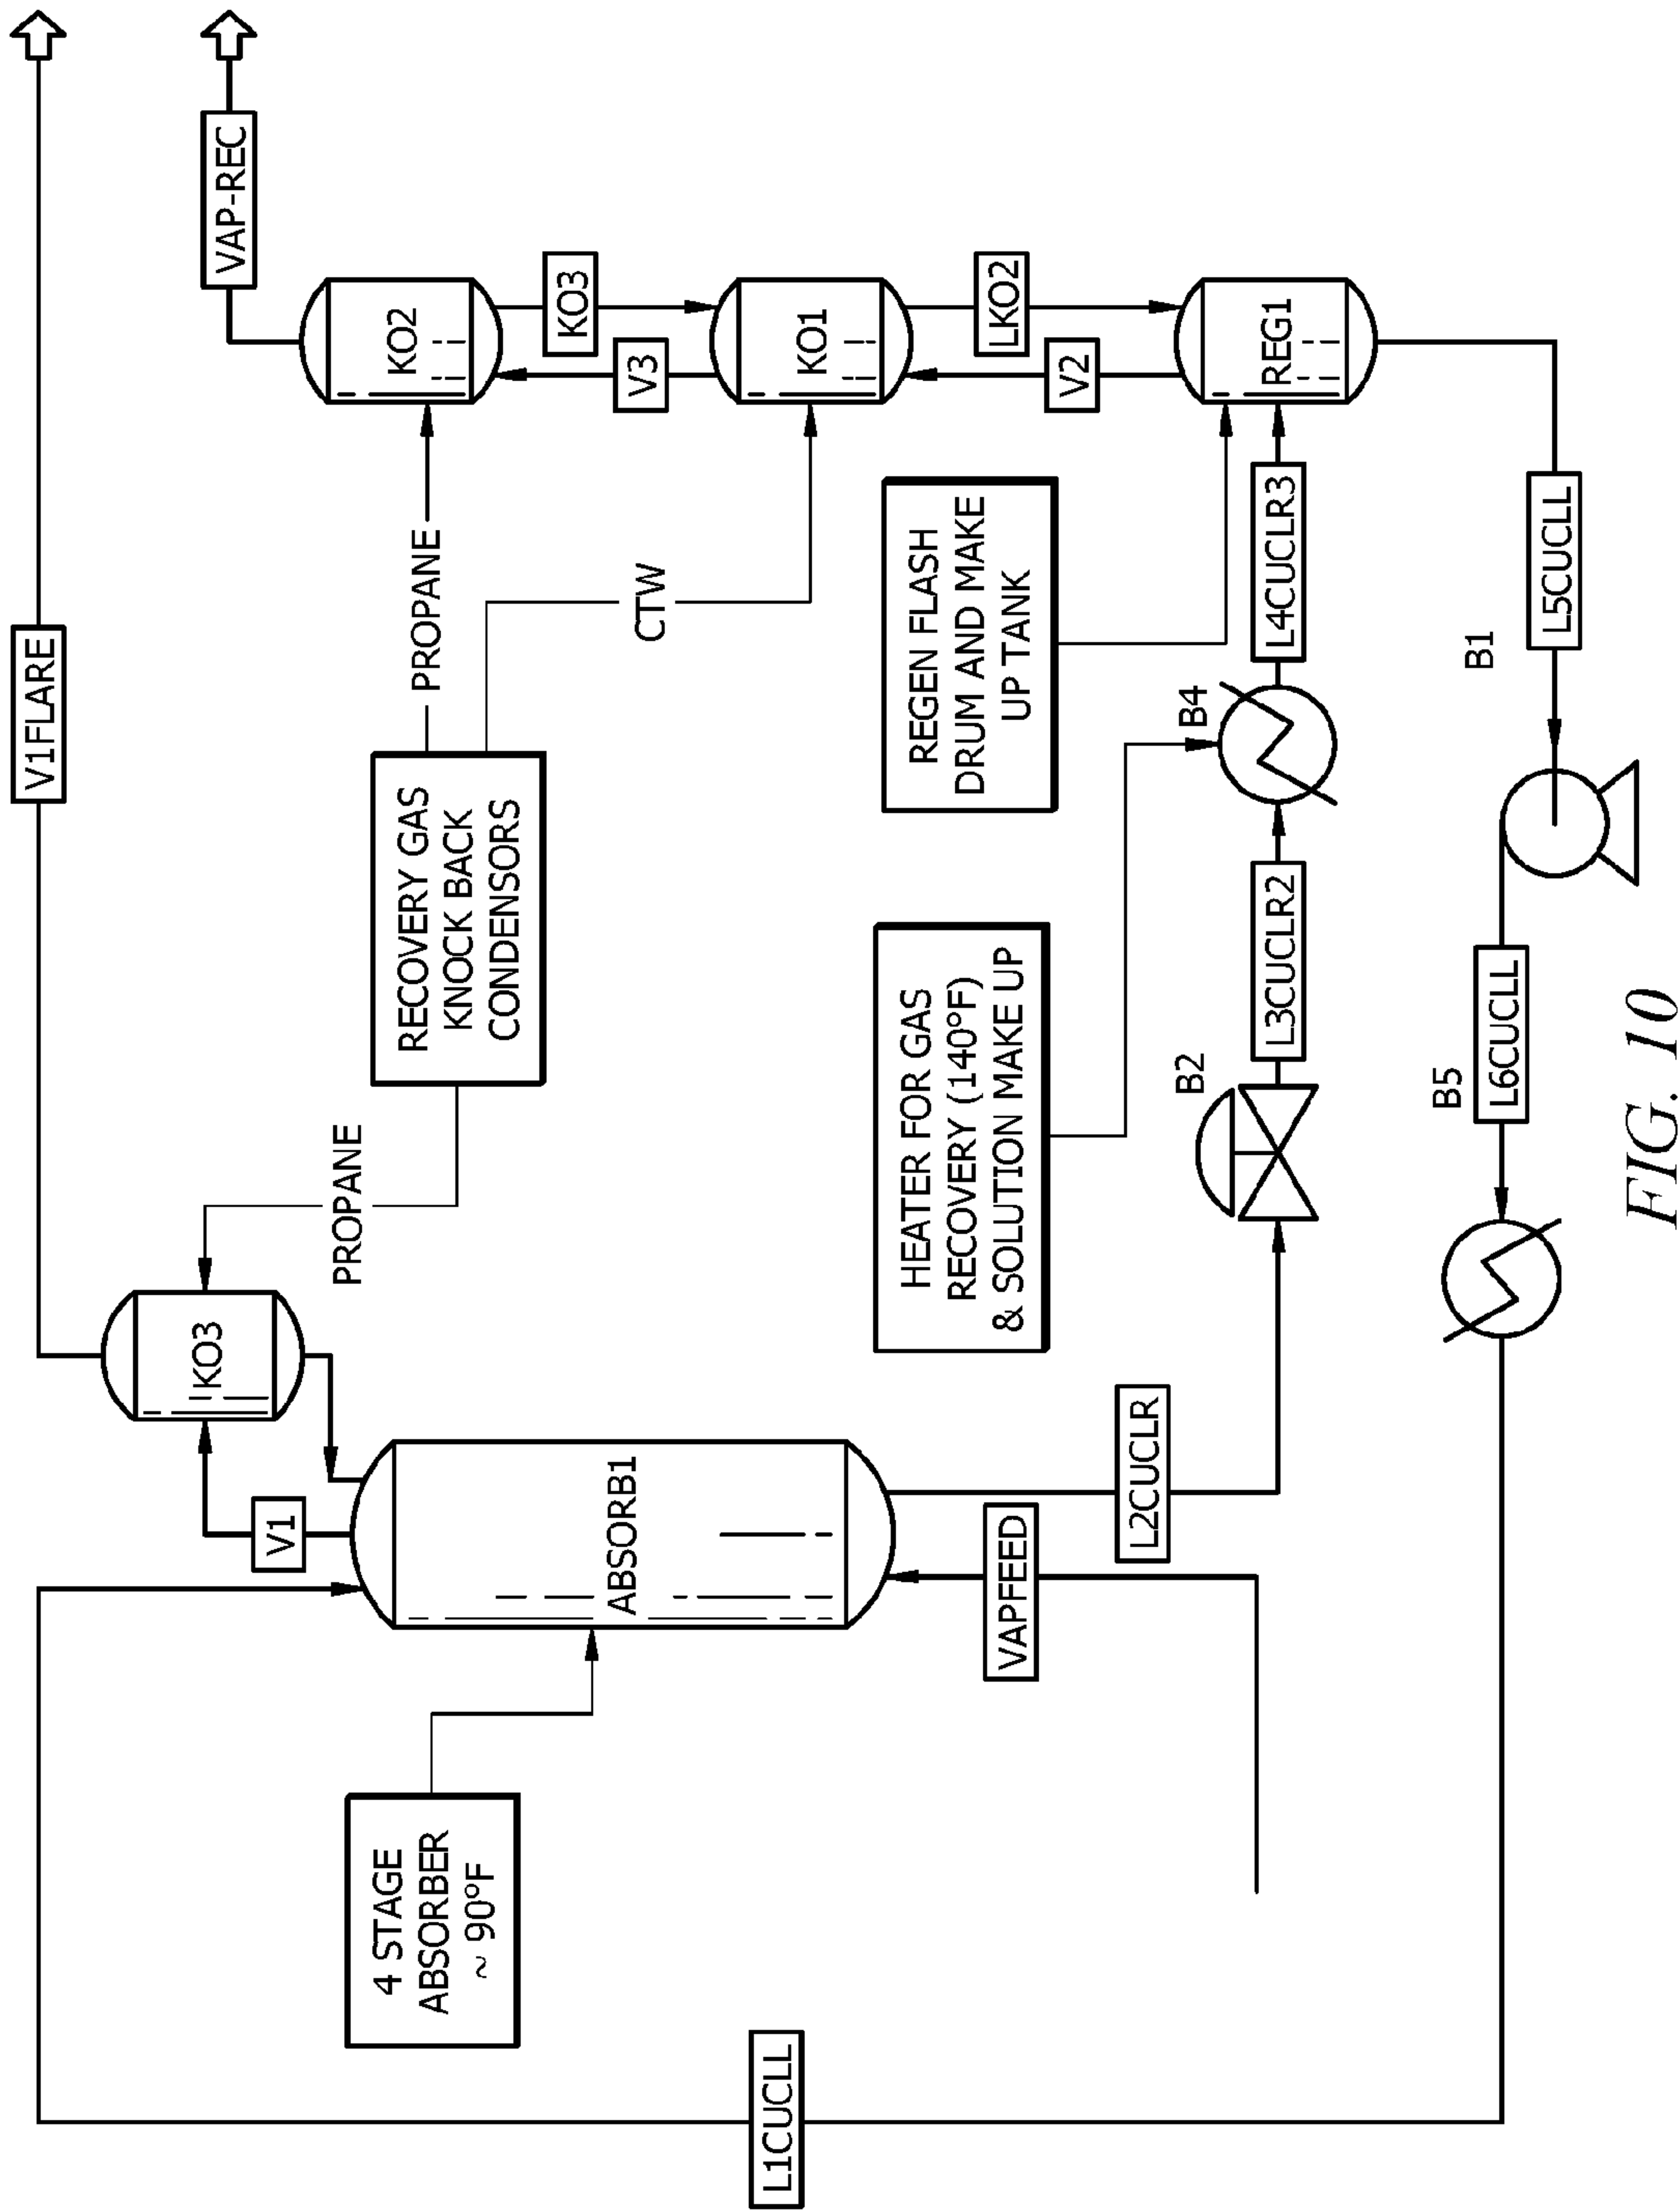 V1FLARE
VAP-REC
KO3
V1
PROPANE
RECOVERY GAS
KNOCK BACK
CONDENSORS
PROPANE
CTW
KO2
KO3
V3
KO1
LKO2
V2
REG1
4 STAGE
ABSORBER
~ 90°F
ABSORB1
VAPFEED
L2CUCLR
HEATER FOR GAS
RECOVERY (140°F)
& SOLUTION MAKE UP
REGEN FLASH
DRUM AND MAKE
UP TANK
B2
L3CUCLR2
B4
L4CUCLR3
L1CUCLL
B5
L6CUCLL
B1
L5CUCLL
FIG. 10